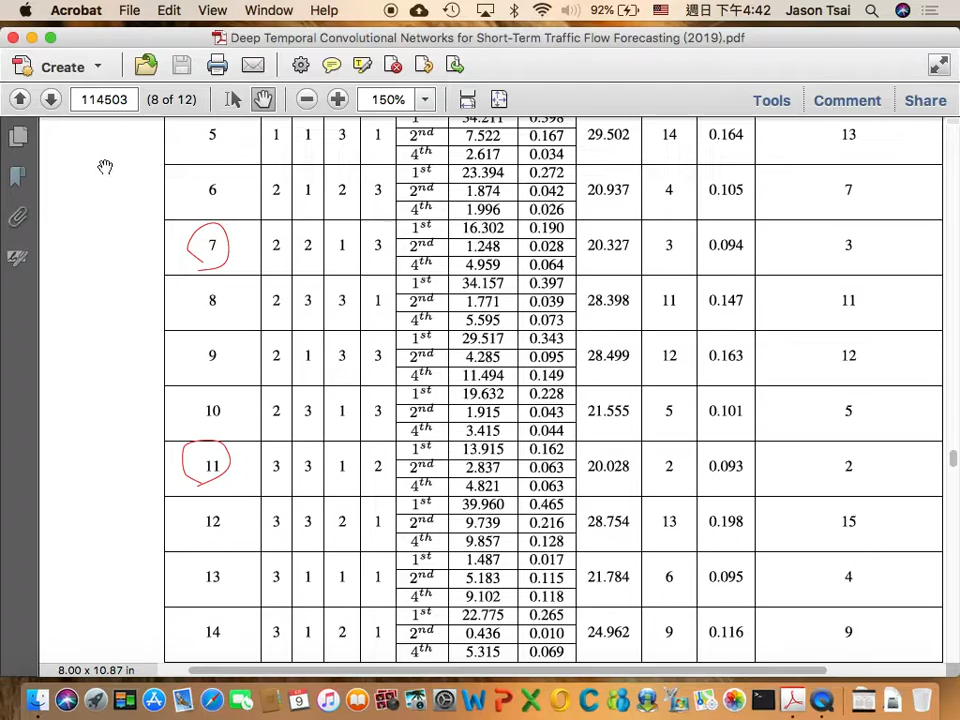 Acrobat File Edit View Window Help 92% 週日 下午4:42 Jason Tsai
Deep Temporal Convolutional Networks for Short-Term Traffic Flow Forecasting (2019).pdf
Create
114503 (8 of 12) 150% Tools Comment Share
1st 34.211 0.398
5 1 1 3 1 2nd 7.522 0.167 29.502 14 0.164 13
4th 2.617 0.034
1st 23.394 0.272
6 2 1 2 3 2nd 1.874 0.042 20.937 4 0.105 7
4th 1.996 0.026
1st 16.302 0.190
7 2 2 1 3 2nd 1.248 0.028 20.327 3 0.094 3
4th 4.959 0.064
1st 34.157 0.397
8 2 3 3 1 2nd 1.771 0.039 28.398 11 0.147 11
4th 5.595 0.073
1st 29.517 0.343
9 2 1 3 3 2nd 4.285 0.095 28.499 12 0.163 12
4th 11.494 0.149
1st 19.632 0.228
10 2 3 1 3 2nd 1.915 0.043 21.555 5 0.101 5
4th 3.415 0.044
1st 13.915 0.162
11 3 3 1 2 2nd 2.837 0.063 20.028 2 0.093 2
4th 4.821 0.063
1st 39.960 0.465
12 3 3 2 1 2nd 9.739 0.216 28.754 13 0.198 15
4th 9.857 0.128
1st 1.487 0.017
13 3 1 1 1 2nd 5.183 0.115 21.784 6 0.095 4
4th 9.102 0.118
1st 22.775 0.265
14 3 1 2 1 2nd 0.436 0.010 24.962 9 0.116 9
4th 5.315 0.069
8.00 x 10.87 in